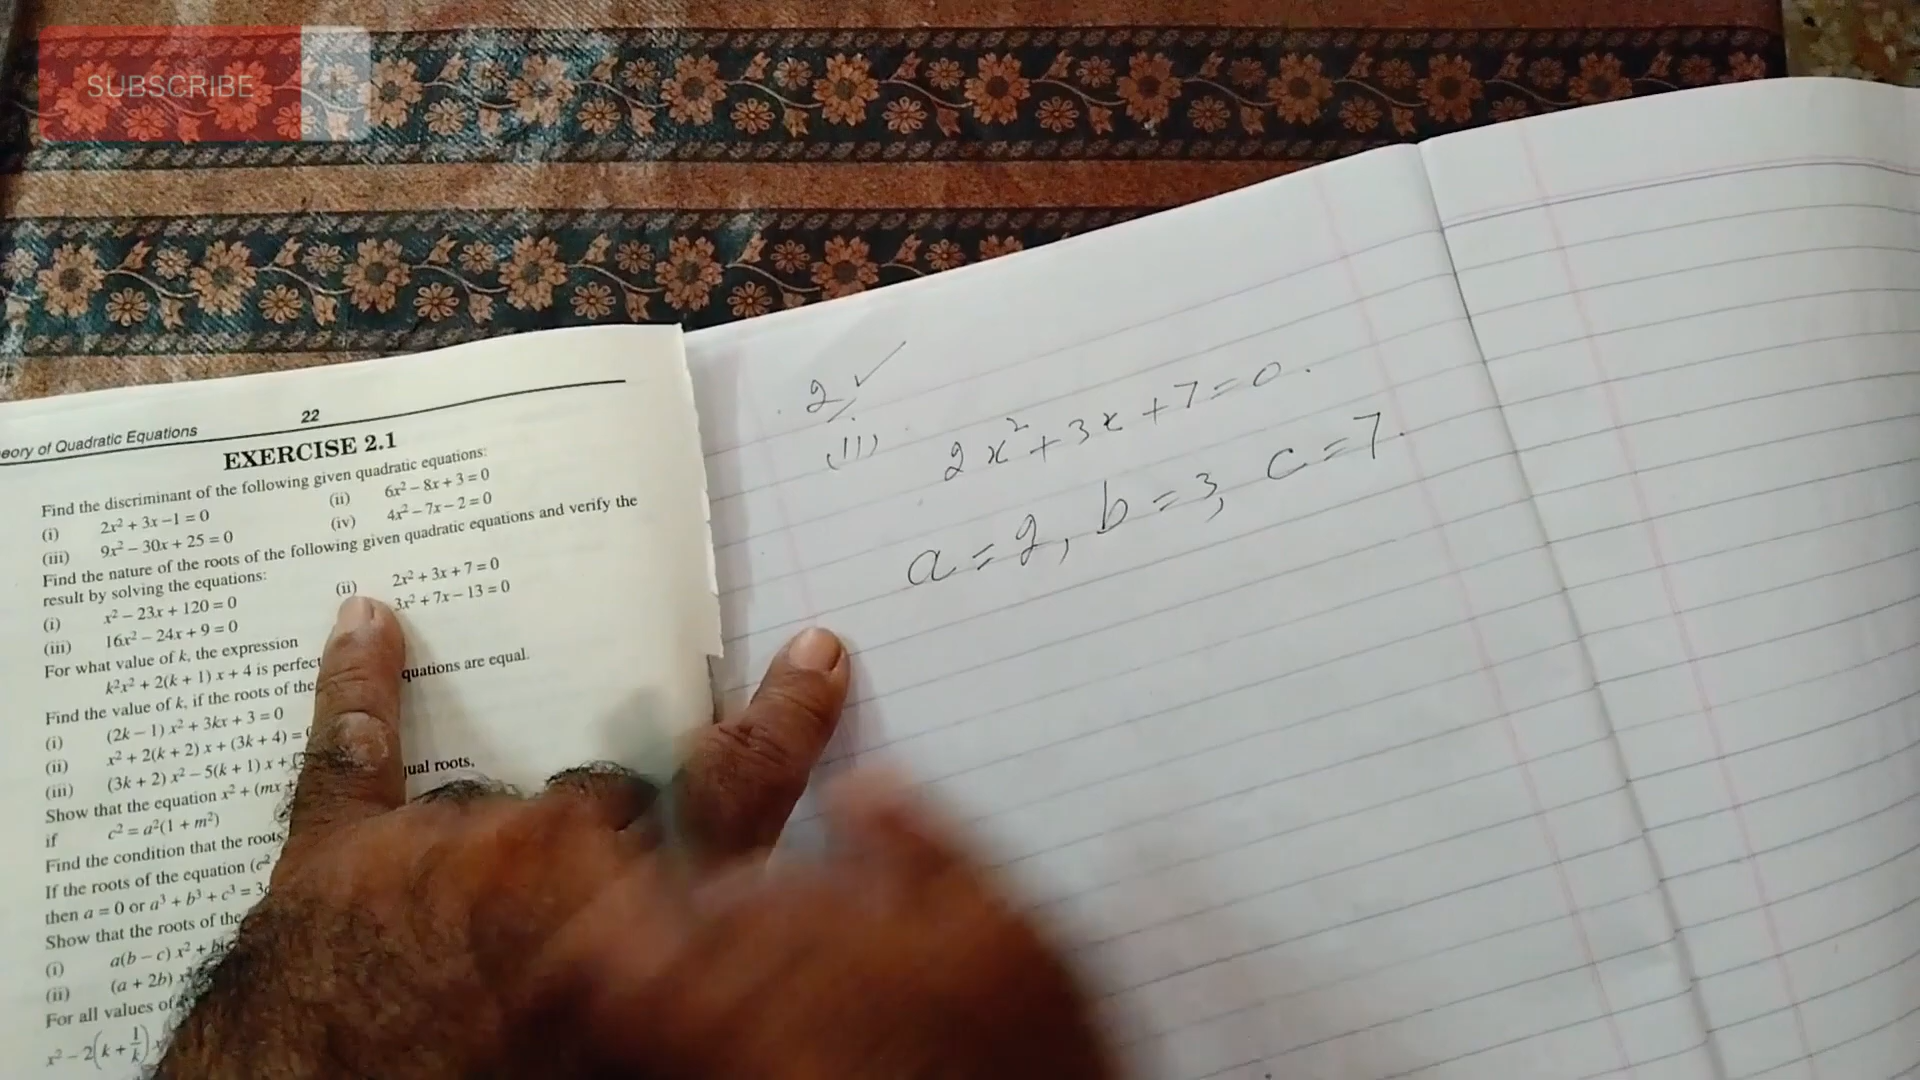 SUBSCRIBE
eory of Quadratic Equations
22
EXERCISE 2.1
Find the discriminant of the following given quadratic equations:
(i) 2x² + 3x – 1 = 0 (ii) 6x² – 8x + 3 = 0
(iii) 9x² – 30x + 25 = 0 (iv) 4x² – 7x – 2 = 0
Find the nature of the roots of the following given quadratic equations and verify the
result by solving the equations:
(i) x² – 23x + 120 = 0 (ii) 2x² + 3x + 7 = 0
(iii) 16x² – 24x + 9 = 0 3x² + 7x – 13 = 0
For what value of k, the expression
k²x² + 2(k + 1) x + 4 is perfect
Find the value of k, if the roots of the quations are equal.
(i) (2k – 1) x² + 3kx + 3 = 0
(ii) x² + 2(k + 2) x + (3k + 4) =
(iii) (3k + 2) x² – 5(k + 1) x +
Show that the equation x² + (mx + qual roots,
if c² = a²(1 + m²)
Find the condition that the roots
If the roots of the equation (c²
then a = 0 or a³ + b³ + c³ = 3
Show that the roots of the
(i) a(b – c) x² + b(c
(ii) (a + 2b) x
For all values of
x² – 2(k + 1/k) x
2
(ii) 2x² + 3x + 7 = 0.
a = 2, b = 3, c = 7.